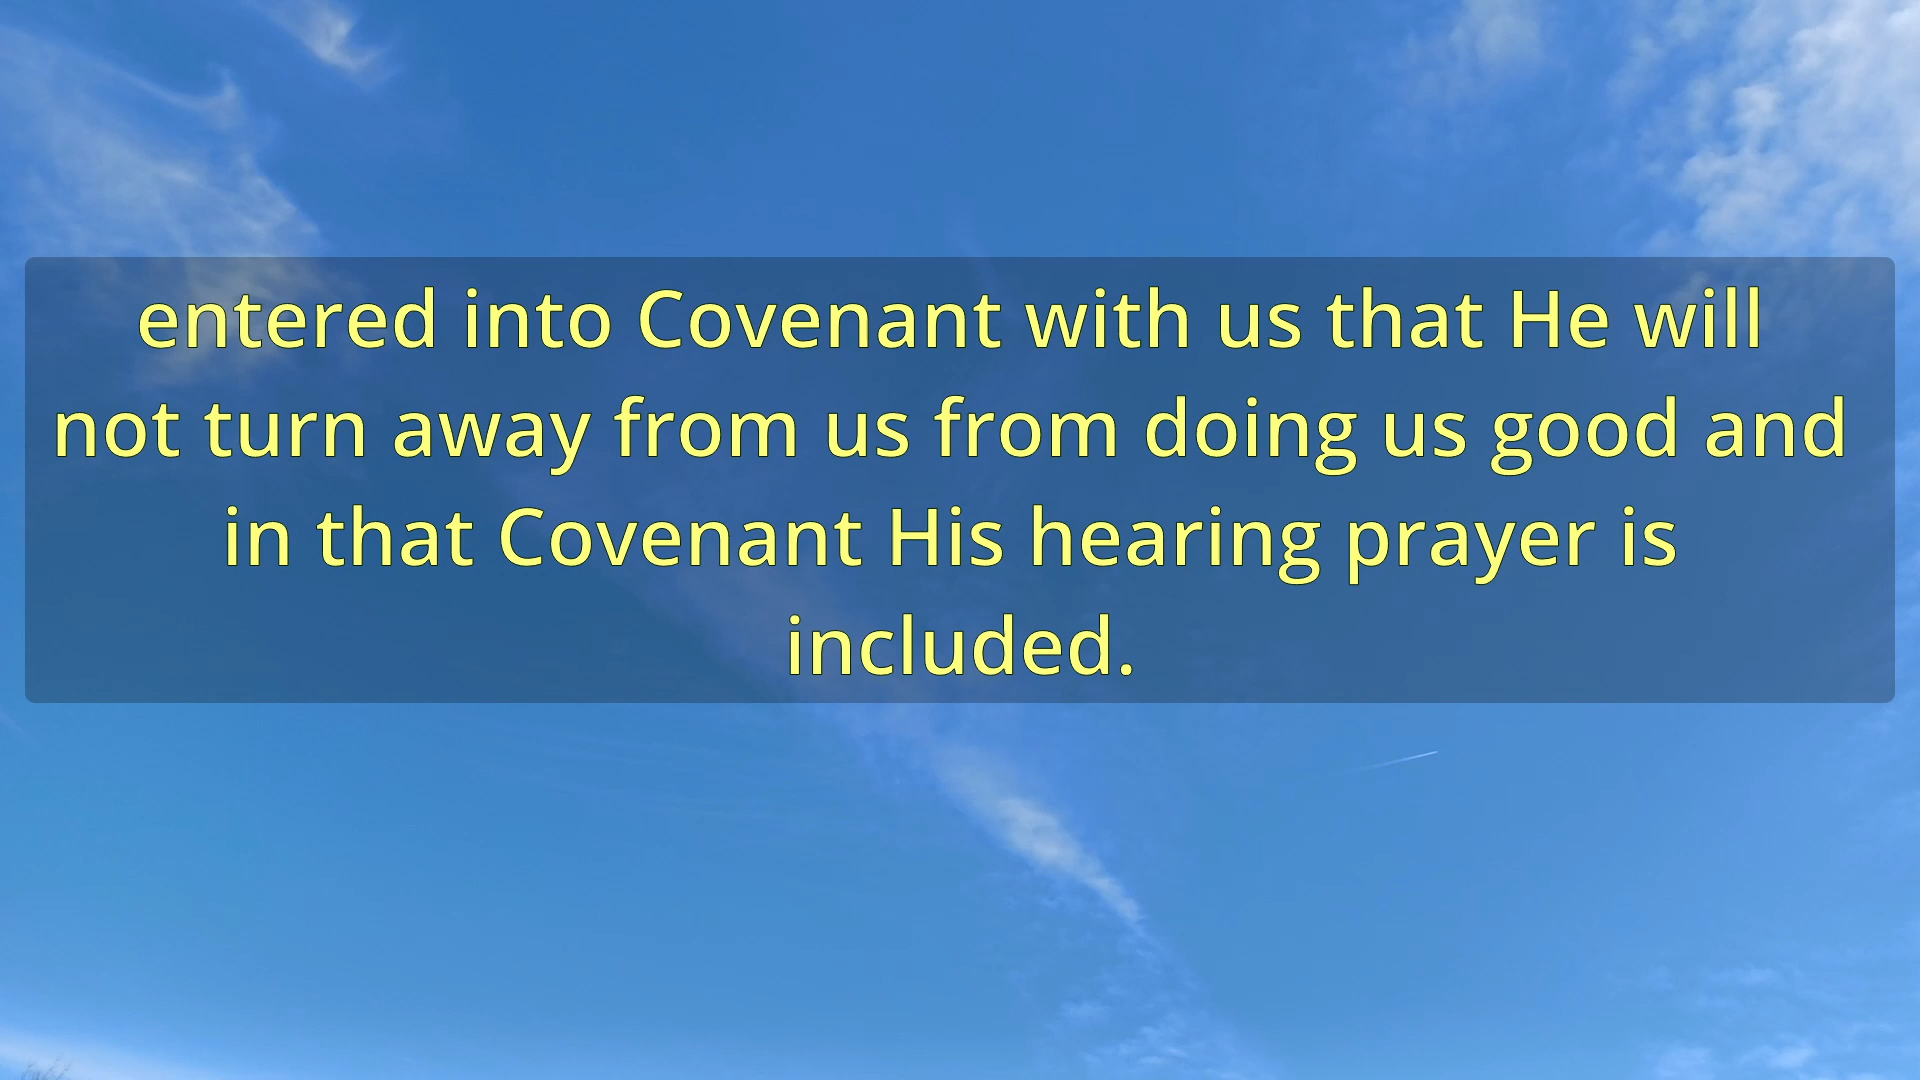 entered into Covenant with us that He will
not turn away from us from doing us good and
in that Covenant His hearing prayer is
included.